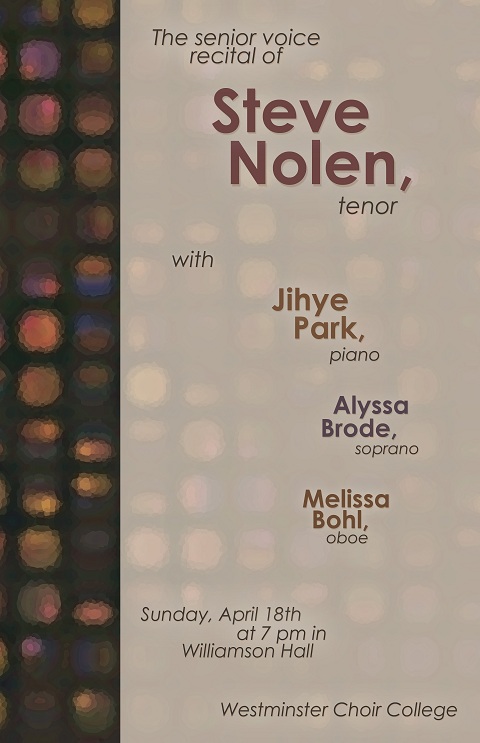 The senior voice
recital of
Steve
Nolen,
tenor
with
Jihye
Park,
piano
Alyssa
Brode,
soprano
Melissa
Bohl,
oboe
Sunday, April 18th
at 7 pm in
Williamson Hall
Westminster Choir College